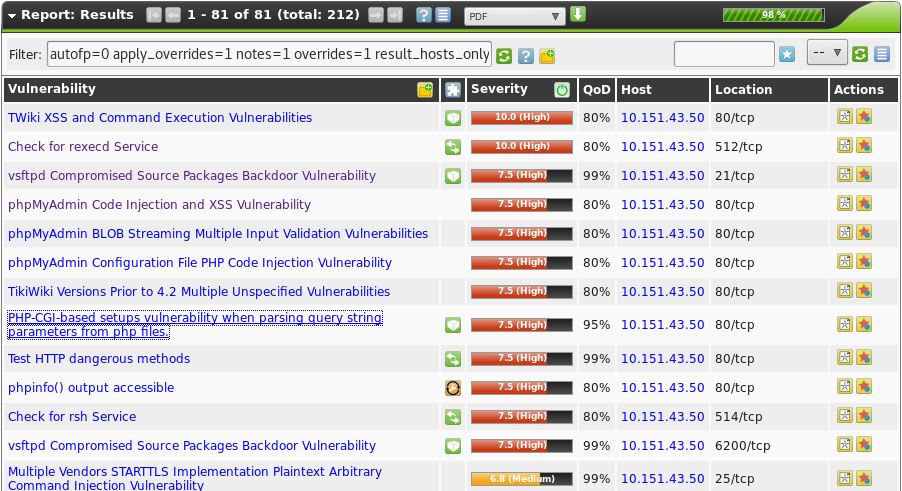 Report: Results 1 - 81 of 81 (total: 212) ? PDF 98 %
Filter: autofp=0 apply_overrides=1 notes=1 overrides=1 result_hosts_only ? --
Vulnerability Severity QoD Host Location Actions
TWiki XSS and Command Execution Vulnerabilities 10.0 (High) 80% 10.151.43.50 80/tcp
Check for rexecd Service 10.0 (High) 80% 10.151.43.50 512/tcp
vsftpd Compromised Source Packages Backdoor Vulnerability 7.5 (High) 99% 10.151.43.50 21/tcp
phpMyAdmin Code Injection and XSS Vulnerability 7.5 (High) 80% 10.151.43.50 80/tcp
phpMyAdmin BLOB Streaming Multiple Input Validation Vulnerabilities 7.5 (High) 80% 10.151.43.50 80/tcp
phpMyAdmin Configuration File PHP Code Injection Vulnerability 7.5 (High) 80% 10.151.43.50 80/tcp
TikiWiki Versions Prior to 4.2 Multiple Unspecified Vulnerabilities 7.5 (High) 80% 10.151.43.50 80/tcp
PHP-CGI-based setups vulnerability when parsing query string
parameters from php files. 7.5 (High) 95% 10.151.43.50 80/tcp
Test HTTP dangerous methods 7.5 (High) 99% 10.151.43.50 80/tcp
phpinfo() output accessible 7.5 (High) 80% 10.151.43.50 80/tcp
Check for rsh Service 7.5 (High) 80% 10.151.43.50 514/tcp
vsftpd Compromised Source Packages Backdoor Vulnerability 7.5 (High) 99% 10.151.43.50 6200/tcp
Multiple Vendors STARTTLS Implementation Plaintext Arbitrary
Command Injection Vulnerability 6.8 (Medium) 99% 10.151.43.50 25/tcp